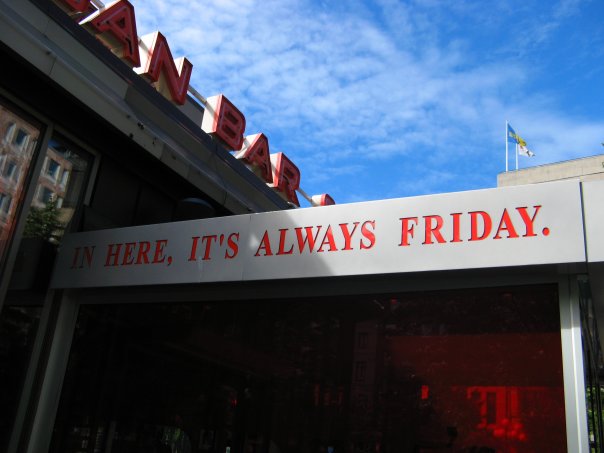 BAR
IN HERE, IT'S ALWAYS FRIDAY.